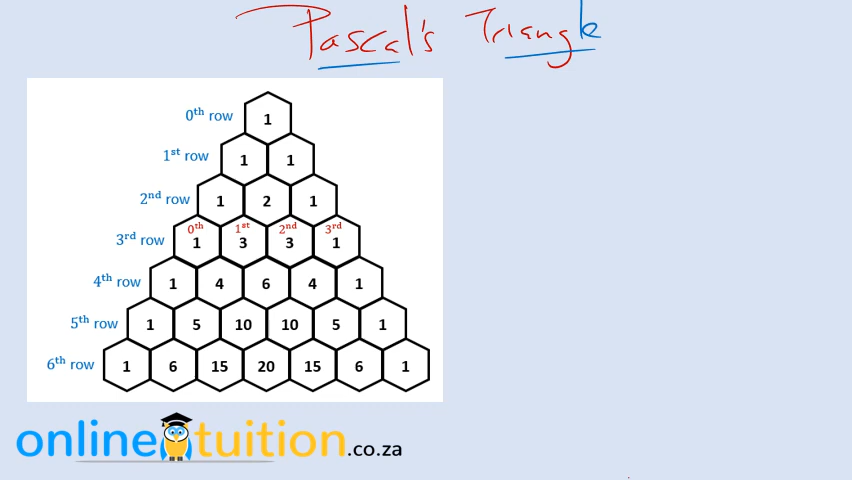 Pascal's Triangle
0th row 1
1st row 1 1
2nd row 1 2 1
0th 1st 2nd 3rd
3rd row 1 3 3 1
4th row 1 4 6 4 1
5th row 1 5 10 10 5 1
6th row 1 6 15 20 15 6 1
online tuition.co.za